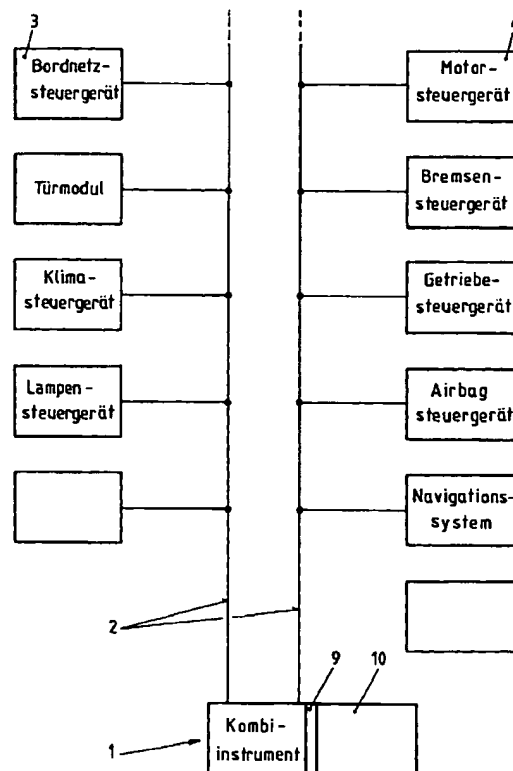 3
Bordnetz-
steuergerät
Türmodul
Klima-
steuergerät
Lampen-
steuergerät
Motor-
steuergerät
Bremsen-
steuergerät
Getriebe-
steuergerät
Airbag
steuergerät
Navigations-
system
2
9
10
1
Kombi-
instrument